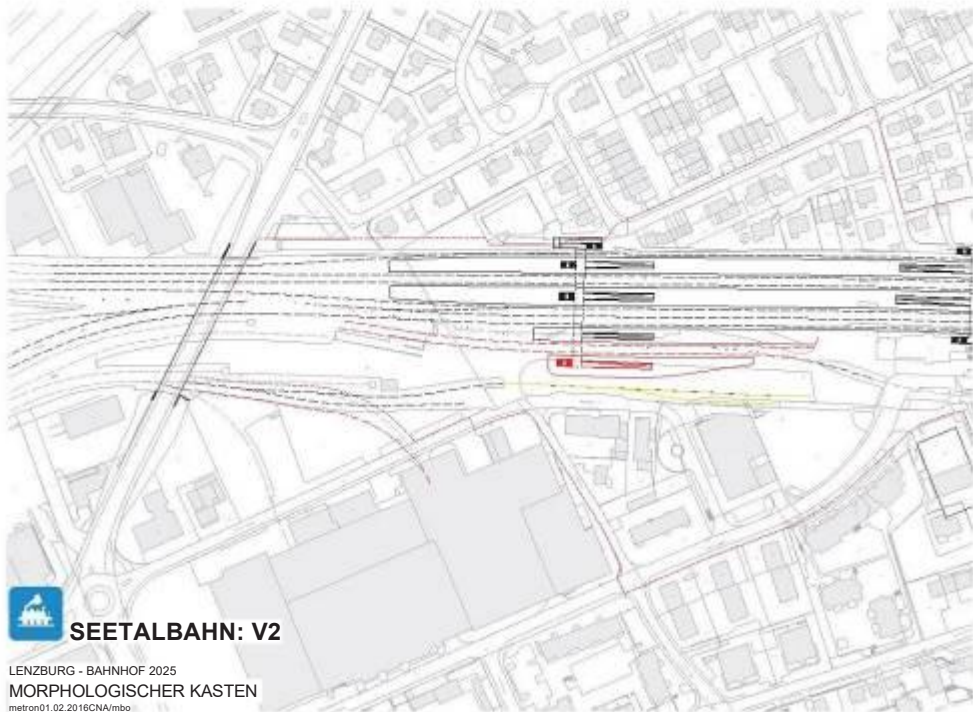 SEETALBAHN: V2
LENZBURG - BAHNHOF 2025
MORPHOLOGISCHER KASTEN
metron01.02.2016CNA/mbo